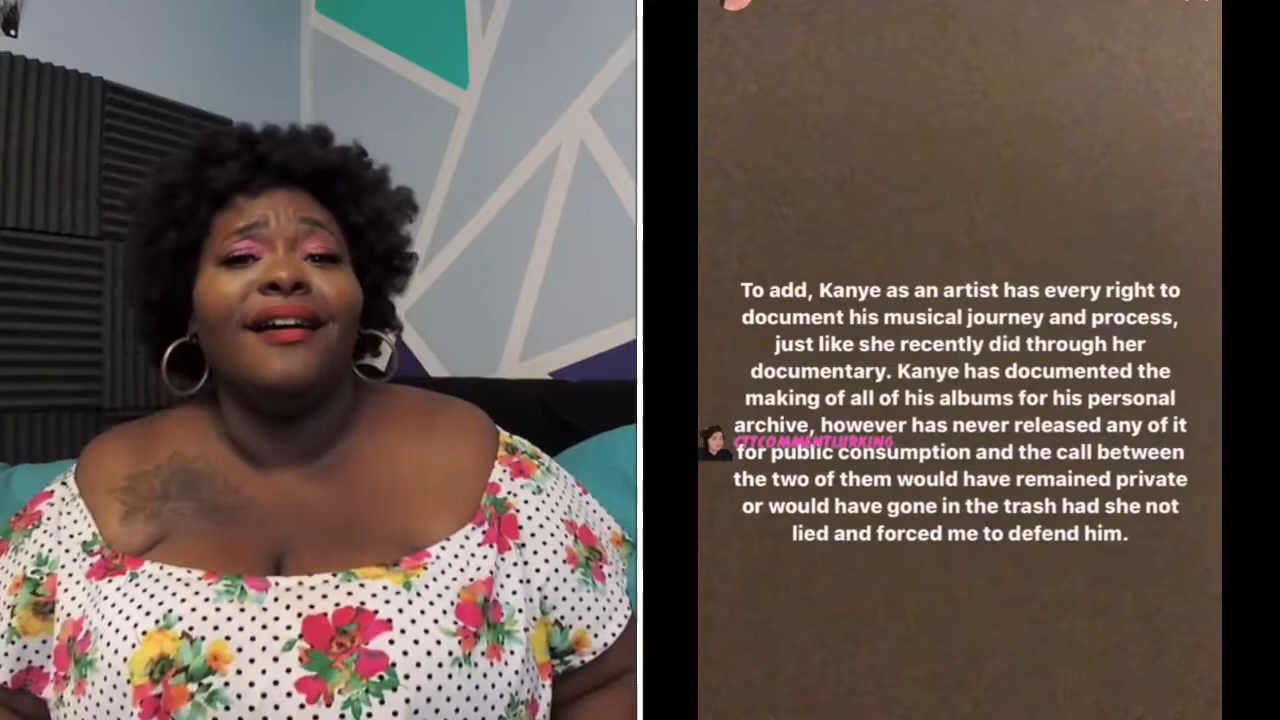 To add, Kanye as an artist has every right to
document his musical journey and process,
just like she recently did through her
documentary. Kanye has documented the
making of all of his albums for his personal
archive, however has never released any of it
CTTCOMMENTLURKING
for public consumption and the call between
the two of them would have remained private
or would have gone in the trash had she not
lied and forced me to defend him.